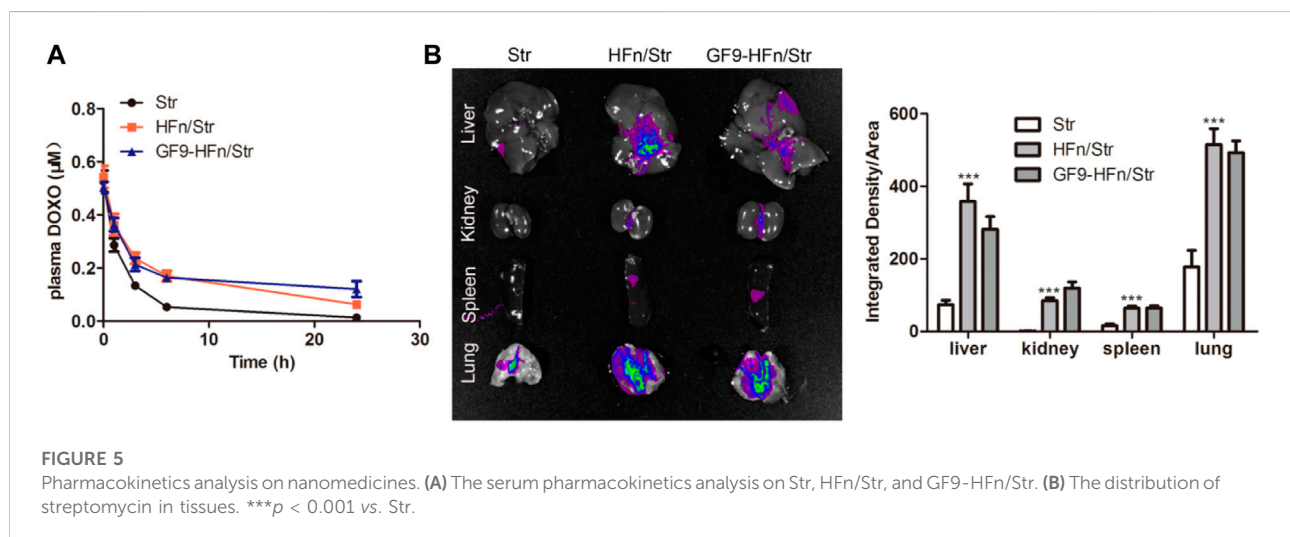 A
Str
HFn/Str
GF9-HFn/Str
plasma DOXO (μM)
0.8
0.6
0.4
0.2
0.0
0
10
20
30
Time (h)
B
Str
HFn/Str
GF9-HFn/Str
Liver
Kidney
Spleen
Lung
Integrated Density/Area
600
400
200
0
Str
HFn/Str
GF9-HFn/Str
***
***
***
***
liver
kidney
spleen
lung
FIGURE 5
Pharmacokinetics analysis on nanomedicines. (A) The serum pharmacokinetics analysis on Str, HFn/Str, and GF9-HFn/Str. (B) The distribution of
streptomycin in tissues. ***p < 0.001 vs. Str.